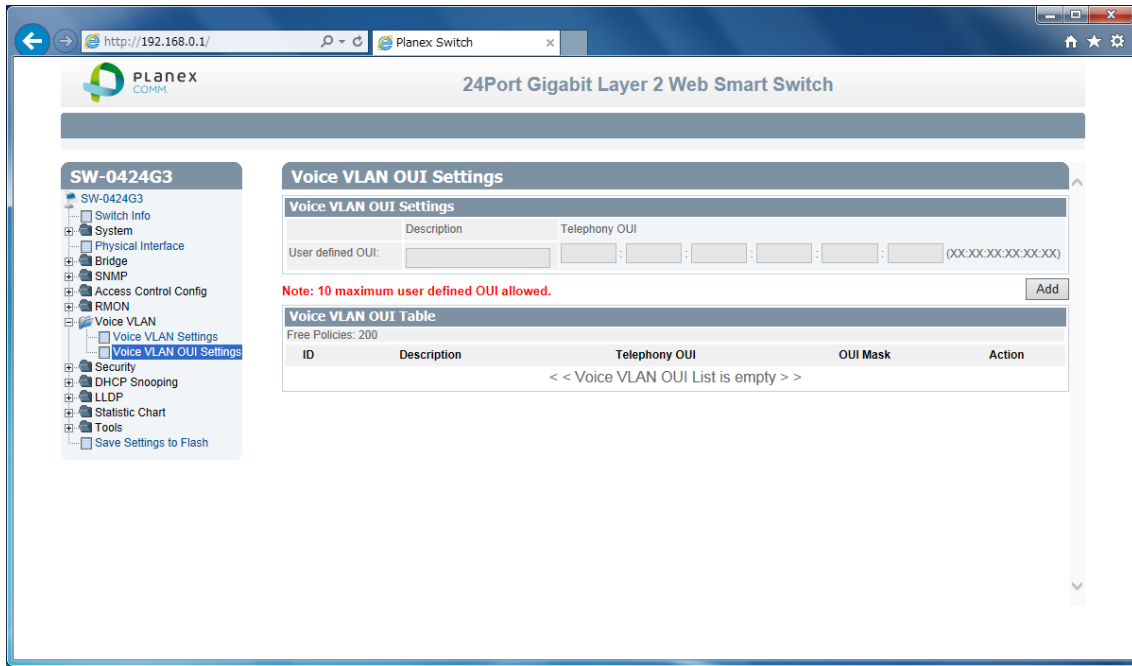 http://192.168.0.1/
Planex Switch
PLANEX
COMM.
24Port Gigabit Layer 2 Web Smart Switch
SW-0424G3
SW-0424G3
Switch Info
System
Physical Interface
Bridge
SNMP
Access Control Config
RMON
Voice VLAN
Voice VLAN Settings
Voice VLAN OUI Settings
Security
DHCP Snooping
LLDP
Statistic Chart
Tools
Save Settings to Flash
Voice VLAN OUI Settings
Voice VLAN OUI Settings
Description Telephony OUI
User defined OUI: : : : : : (XX:XX:XX:XX:XX:XX)
Note: 10 maximum user defined OUI allowed. Add
Voice VLAN OUI Table
Free Policies: 200
ID Description Telephony OUI OUI Mask Action
< < Voice VLAN OUI List is empty > >